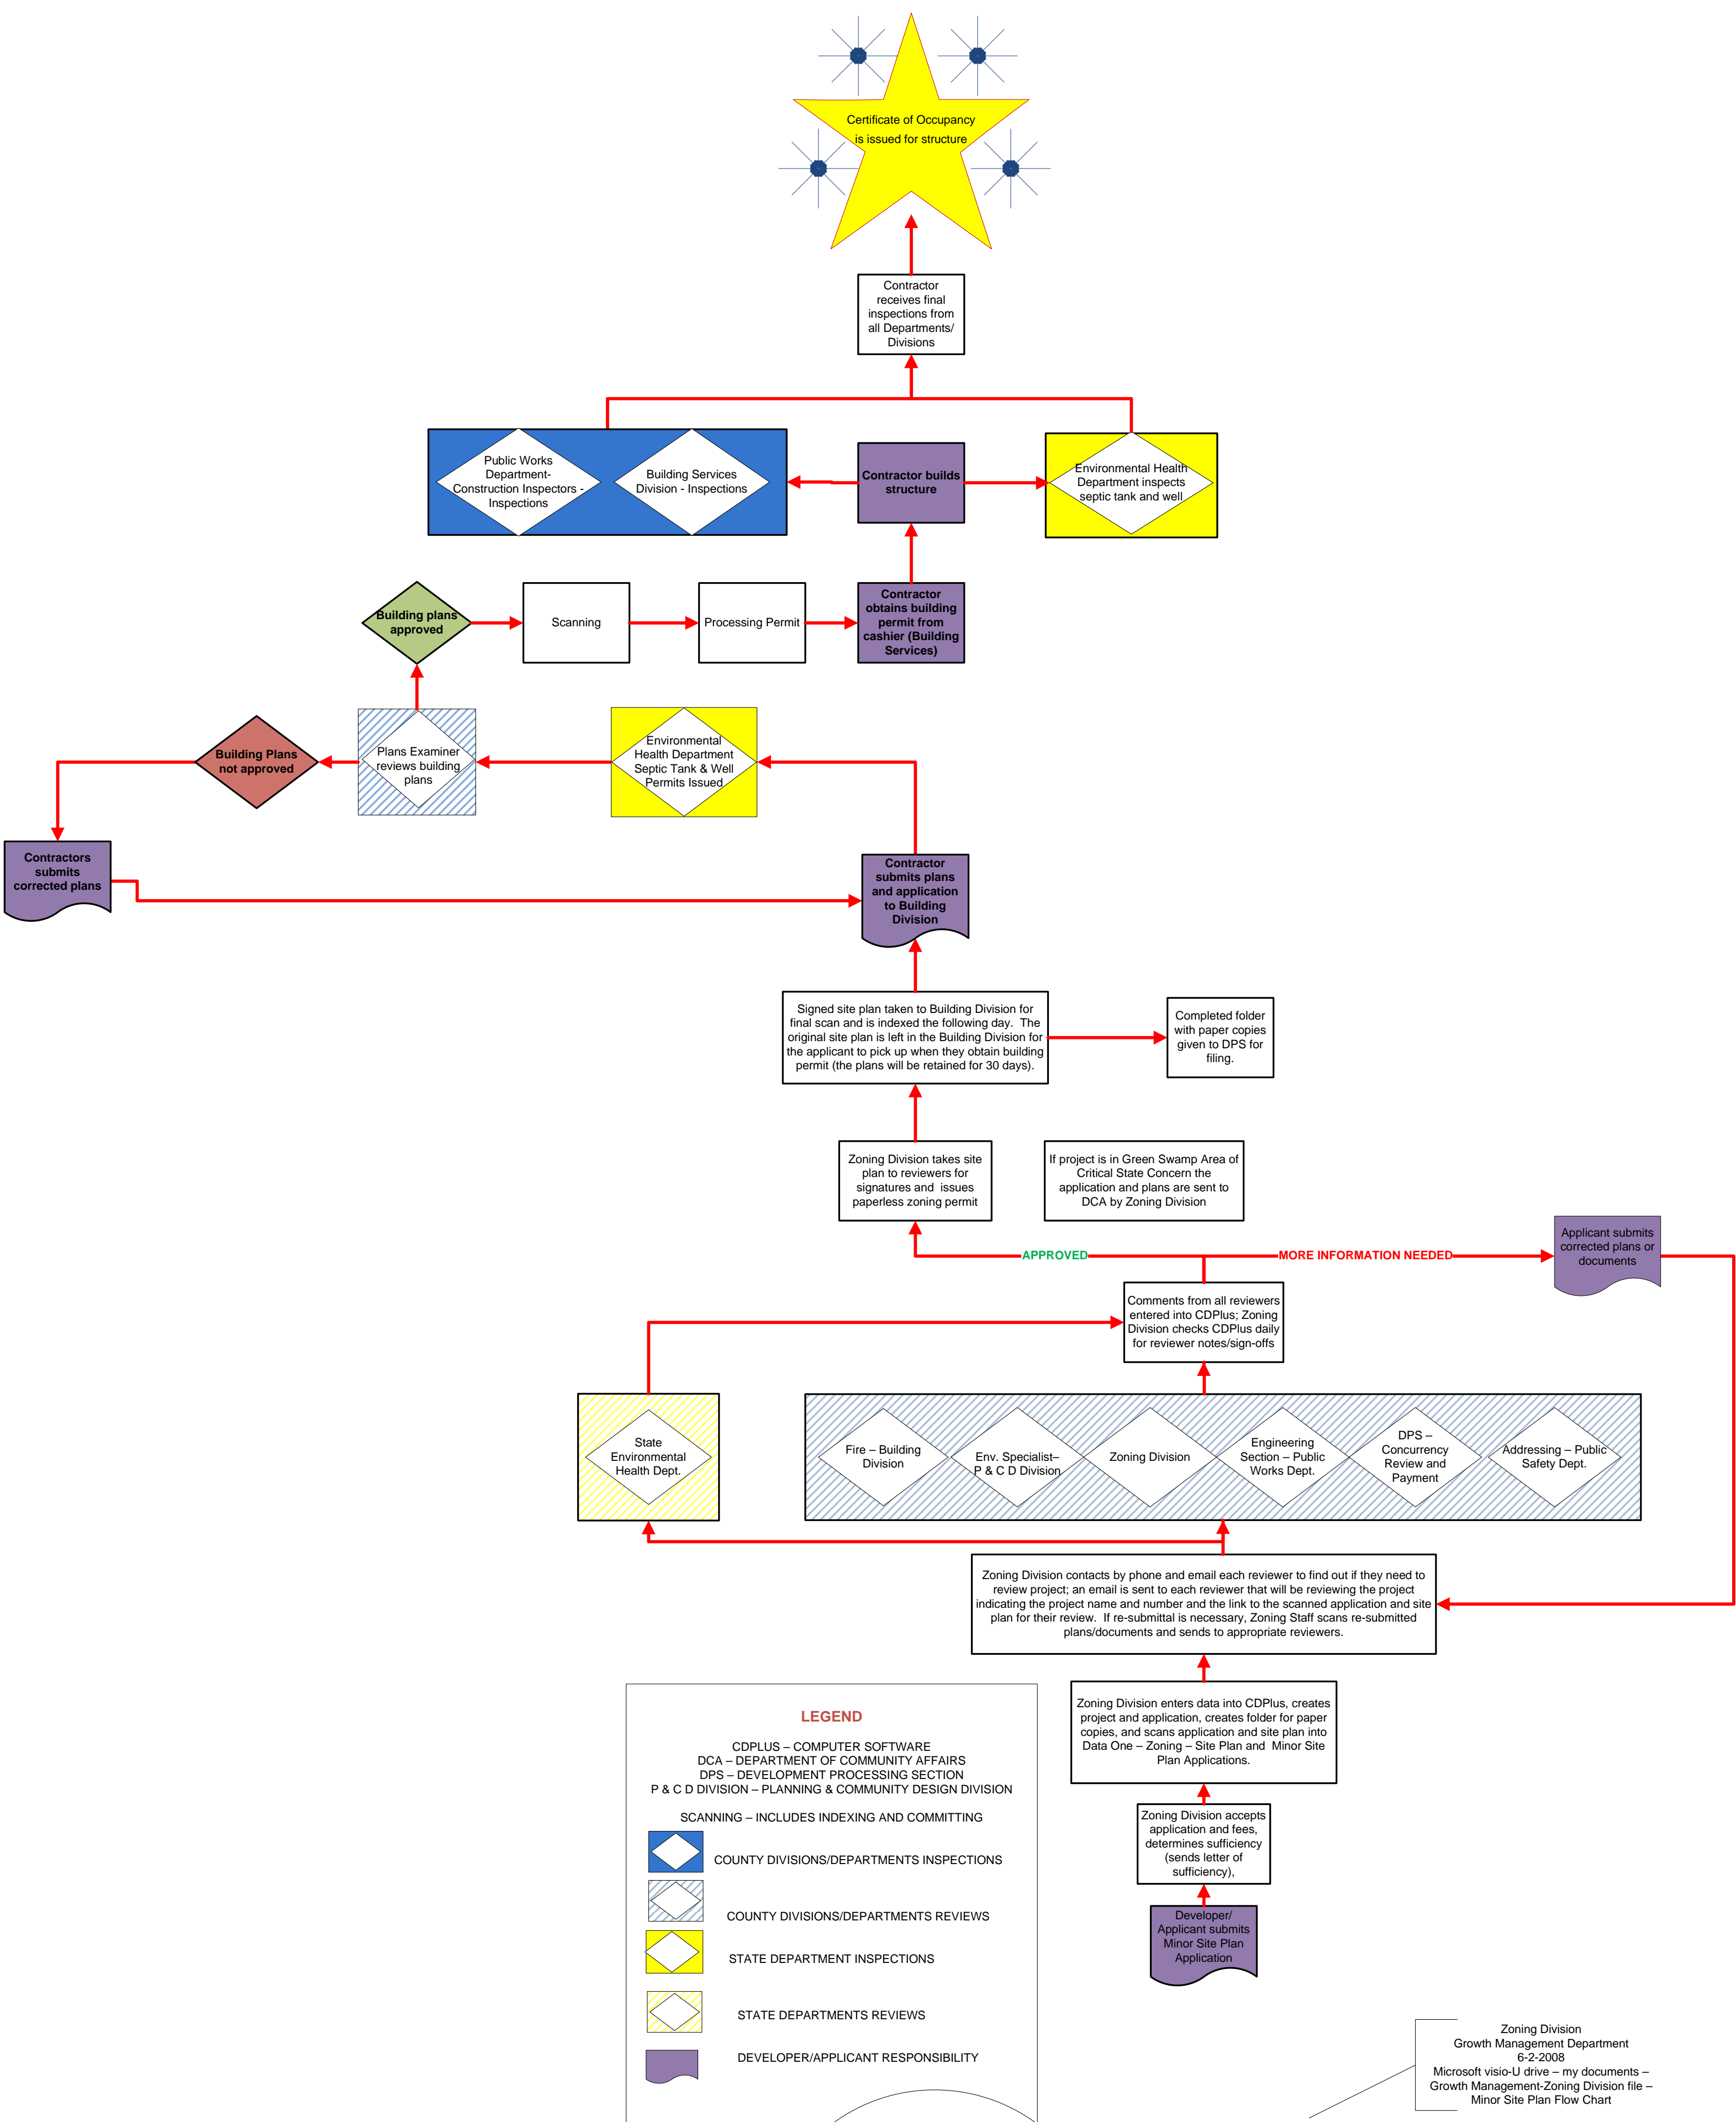 Certificate of Occupancy
is issued for structure
Contractor
receives final
inspections from
all Departments/
Divisions
Public Works
Department-
Construction Inspectors -
Inspections
Building Services
Division - Inspections
Contractor builds
structure
Environmental Health
Department inspects
septic tank and well
Building plans
approved
Scanning
Processing Permit
Contractor
obtains building
permit from
cashier (Building
Services)
Building Plans
not approved
Plans Examiner
reviews building
plans
Environmental
Health Department
Septic Tank & Well
Permits Issued
Contractors
submits
corrected plans
Contractor
submits plans
and application
to Building
Division
Signed site plan taken to Building Division for
final scan and is indexed the following day.  The
original site plan is left in the Building Division for
the applicant to pick up when they obtain building
permit (the plans will be retained for 30 days).
Completed folder
with paper copies
given to DPS for
filing.
Zoning Division takes site
plan to reviewers for
signatures and  issues
paperless zoning permit
If project is in Green Swamp Area of
Critical State Concern the
application and plans are sent to
DCA by Zoning Division
APPROVED
MORE INFORMATION NEEDED
Applicant submits
corrected plans or
documents
Comments from all reviewers
entered into CDPlus; Zoning
Division checks CDPlus daily
for reviewer notes/sign-offs
State
Environmental
Health Dept.
Fire – Building
Division
Env. Specialist–
P & C D Division
Zoning Division
Engineering
Section – Public
Works Dept.
DPS –
Concurrency
Review and
Payment
Addressing – Public
Safety Dept.
Zoning Division contacts by phone and email each reviewer to find out if they need to
review project; an email is sent to each reviewer that will be reviewing the project
indicating the project name and number and the link to the scanned application and site
plan for their review.  If re-submittal is necessary, Zoning Staff scans re-submitted
plans/documents and sends to appropriate reviewers.
Zoning Division enters data into CDPlus, creates
project and application, creates folder for paper
copies, and scans application and site plan into
Data One – Zoning – Site Plan and  Minor Site
Plan Applications.
Zoning Division accepts
application and fees,
determines sufficiency
(sends letter of
sufficiency),
Developer/
Applicant submits
Minor Site Plan
Application
LEGEND
CDPLUS – COMPUTER SOFTWARE
DCA – DEPARTMENT OF COMMUNITY AFFAIRS
DPS – DEVELOPMENT PROCESSING SECTION
P & C D DIVISION – PLANNING & COMMUNITY DESIGN DIVISION
SCANNING – INCLUDES INDEXING AND COMMITTING
COUNTY DIVISIONS/DEPARTMENTS INSPECTIONS
COUNTY DIVISIONS/DEPARTMENTS REVIEWS
STATE DEPARTMENT INSPECTIONS
STATE DEPARTMENTS REVIEWS
DEVELOPER/APPLICANT RESPONSIBILITY
Zoning Division
Growth Management Department
6-2-2008
Microsoft visio-U drive – my documents –
Growth Management-Zoning Division file –
Minor Site Plan Flow Chart